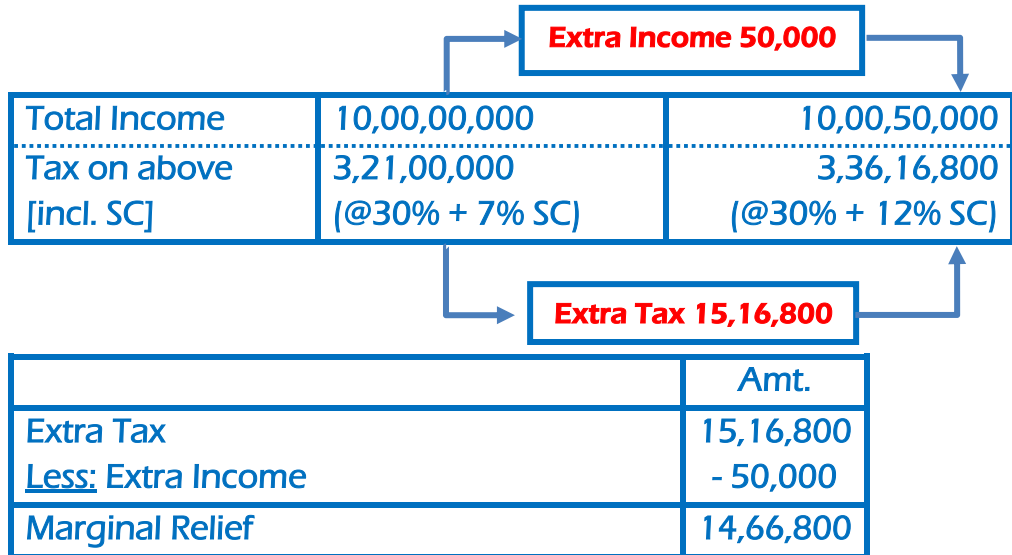 Extra Income 50,000
Total Income 10,00,00,000 10,00,50,000
Tax on above 3,21,00,000 3,36,16,800
[incl. SC] (@30% + 7% SC) (@30% + 12% SC)
Extra Tax 15,16,800
Amt.
Extra Tax 15,16,800
Less: Extra Income - 50,000
Marginal Relief 14,66,800